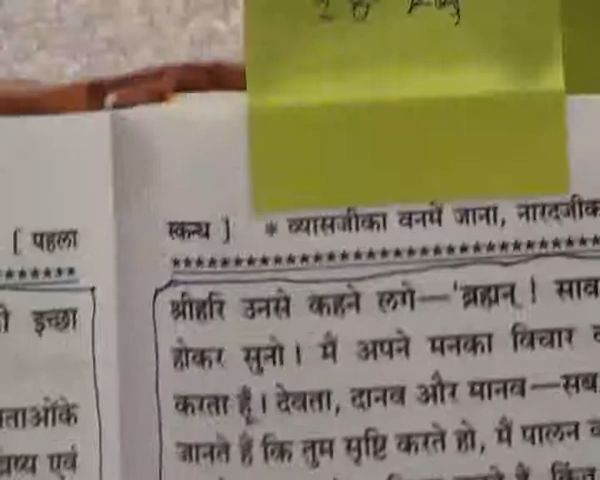 [ पहला
ी इच्छा
ताओंके
एवं
स्कन्ध ] * व्यासजीका वनमें जाना, नारदजीक
श्रीहरि उनसे कहने लगे—'ब्रह्मन् ! साव
होकर सुनो। मैं अपने मनका विचार
करता हूँ। देवता, दानव और मानव—सब
जानते हैं कि तुम सृष्टि करते हो, मैं पालन